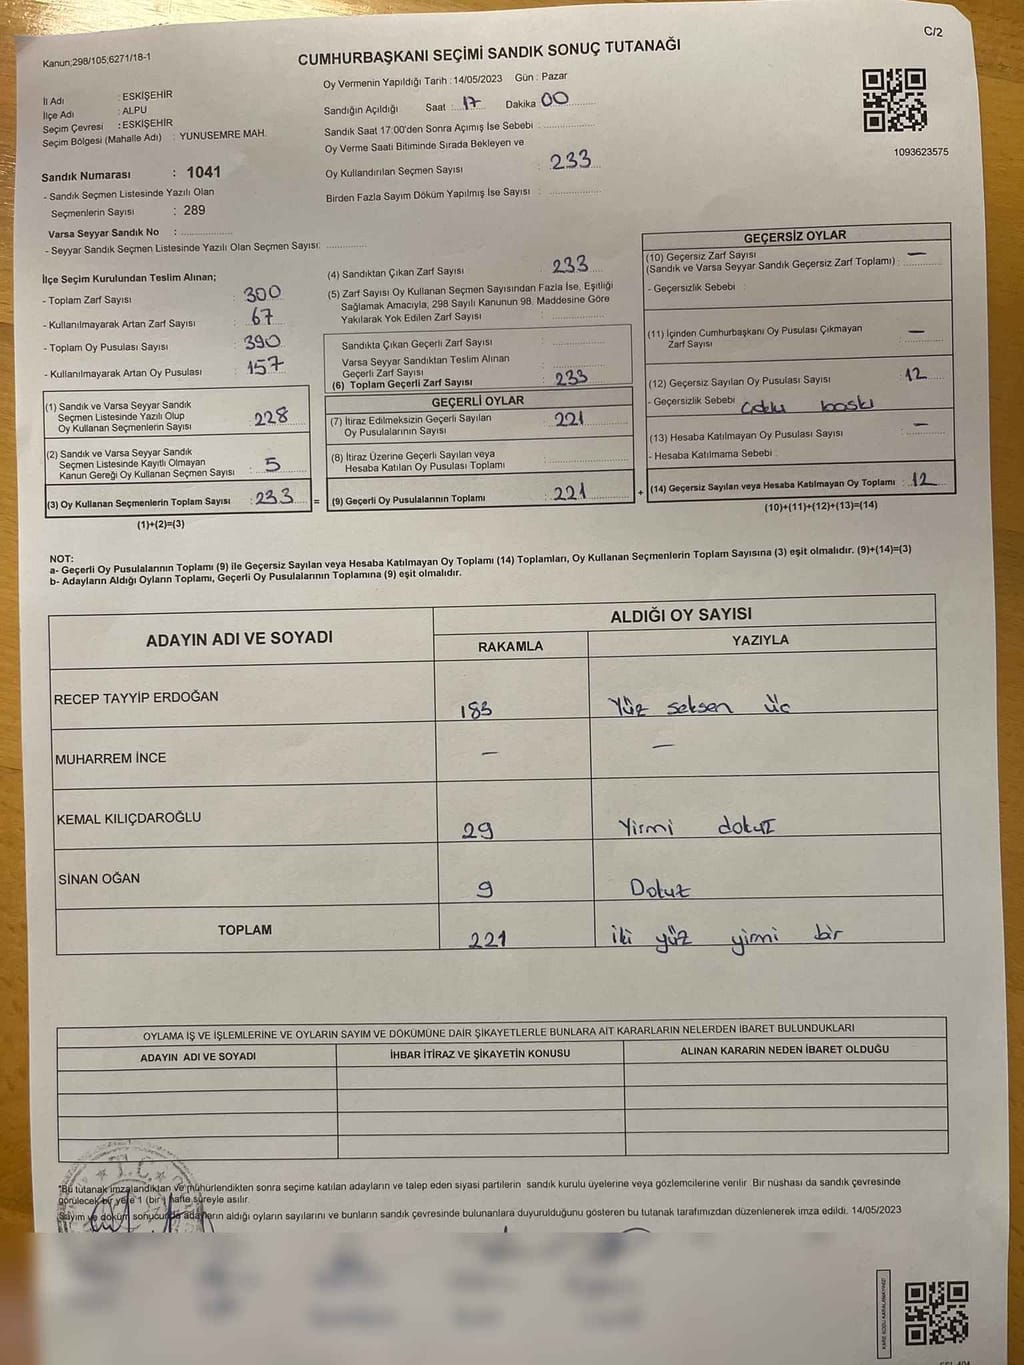 C/2
Kanun;298/105;6271/18-1
CUMHURBAŞKANI SEÇİMİ SANDIK SONUÇ TUTANAĞI
İl Adı : ESKİŞEHİR
İlçe Adı : ALPU
Seçim Çevresi : ESKİŞEHİR
Seçim Bölgesi (Mahalle Adı) : YUNUSEMRE MAH.
Oy Vermenin Yapıldığı Tarih : 14/05/2023 Gün : Pazar
Sandığın Açıldığı Saat : 17 Dakika 00
Sandık Saat 17:00'den Sonra Açımış İse Sebebi :
Oy Verme Saati Bitiminde Sırada Bekleyen ve
Oy Kullandırılan Seçmen Sayısı : 233
Birden Fazla Sayım Döküm Yapılmış İse Sayısı :
1093623575
Sandık Numarası : 1041
- Sandık Seçmen Listesinde Yazılı Olan
Seçmenlerin Sayısı : 289
Varsa Seyyar Sandık No :
- Seyyar Sandık Seçmen Listesinde Yazılı Olan Seçmen Sayısı:
İlçe Seçim Kurulundan Teslim Alınan;
- Toplam Zarf Sayısı : 300
- Kullanılmayarak Artan Zarf Sayısı : 67
- Toplam Oy Pusulası Sayısı : 390
- Kullanılmayarak Artan Oy Pusulası : 157
(1) Sandık ve Varsa Seyyar Sandık
Seçmen Listesinde Yazılı Olup
Oy Kullanan Seçmenlerin Sayısı : 228
(2) Sandık ve Varsa Seyyar Sandık
Seçmen Listesinde Kayıtlı Olmayan
Kanun Gereği Oy Kullanan Seçmen Sayısı : 5
(3) Oy Kullanan Seçmenlerin Toplam Sayısı : 233 =
(1)+(2)=(3)
(4) Sandıktan Çıkan Zarf Sayısı : 233
(5) Zarf Sayısı Oy Kullanan Seçmen Sayısından Fazla İse, Eşitliği
Sağlamak Amacıyla, 298 Sayılı Kanunun 98. Maddesine Göre
Yakılarak Yok Edilen Zarf Sayısı :
Sandıkta Çıkan Geçerli Zarf Sayısı :
Varsa Seyyar Sandıktan Teslim Alınan
Geçerli Zarf Sayısı :
(6) Toplam Geçerli Zarf Sayısı : 233
GEÇERLİ OYLAR
(7) İtiraz Edilmeksizin Geçerli Sayılan
Oy Pusulalarının Sayısı : 221
(8) İtiraz Üzerine Geçerli Sayılan veya
Hesaba Katılan Oy Pusulası Toplamı :
(9) Geçerli Oy Pusulalarının Toplamı : 221 +
GEÇERSİZ OYLAR
(10) Geçersiz Zarf Sayısı
(Sandık ve Varsa Seyyar Sandık Geçersiz Zarf Toplamı) : —
- Geçersizlik Sebebi :
(11) İçinden Cumhurbaşkanı Oy Pusulası Çıkmayan
Zarf Sayısı : —
(12) Geçersiz Sayılan Oy Pusulası Sayısı : 12
- Geçersizlik Sebebi : çoklu baskı
(13) Hesaba Katılmayan Oy Pusulası Sayısı : —
- Hesaba Katılmama Sebebi :
(14) Geçersiz Sayılan veya Hesaba Katılmayan Oy Toplamı : 12
(10)+(11)+(12)+(13)=(14)
NOT:
a- Geçerli Oy Pusulalarının Toplamı (9) ile Geçersiz Sayılan veya Hesaba Katılmayan Oy Toplamı (14) Toplamları, Oy Kullanan Seçmenlerin Toplam Sayısına (3) eşit olmalıdır. (9)+(14)=(3)
b- Adayların Aldığı Oyların Toplamı, Geçerli Oy Pusulalarının Toplamına (9) eşit olmalıdır.
ADAYIN ADI VE SOYADI
ALDIĞI OY SAYISI
RAKAMLA YAZIYLA
RECEP TAYYİP ERDOĞAN 183 Yüz seksen üç
MUHARREM İNCE — —
KEMAL KILIÇDAROĞLU 29 Yirmi dokuz
SİNAN OĞAN 9 Dokuz
TOPLAM 221 iki yüz yirmi bir
OYLAMA İŞ VE İŞLEMLERİNE VE OYLARIN SAYIM VE DÖKÜMÜNE DAİR ŞİKAYETLERLE BUNLARA AİT KARARLARIN NELERDEN İBARET BULUNDUKLARI
ADAYIN ADI VE SOYADI İHBAR İTİRAZ VE ŞİKAYETİN KONUSU ALINAN KARARIN NEDEN İBARET OLDUĞU
T.C.
*Bu tutanak imzalandıktan ve mühürlendikten sonra seçime katılan adayların ve talep eden siyasi partilerin sandık kurulu üyelerine veya gözlemcilerine verilir. Bir nüshası da sandık çevresinde
görülecek bir yere 1 (bir) hafta süreyle asılır.
Sayım ve döküm sonucunda adayların aldığı oyların sayılarını ve bunların sandık çevresinde bulunanlara duyurulduğunu gösteren bu tutanak tarafımızdan düzenlenerek imza edildi. 14/05/2023